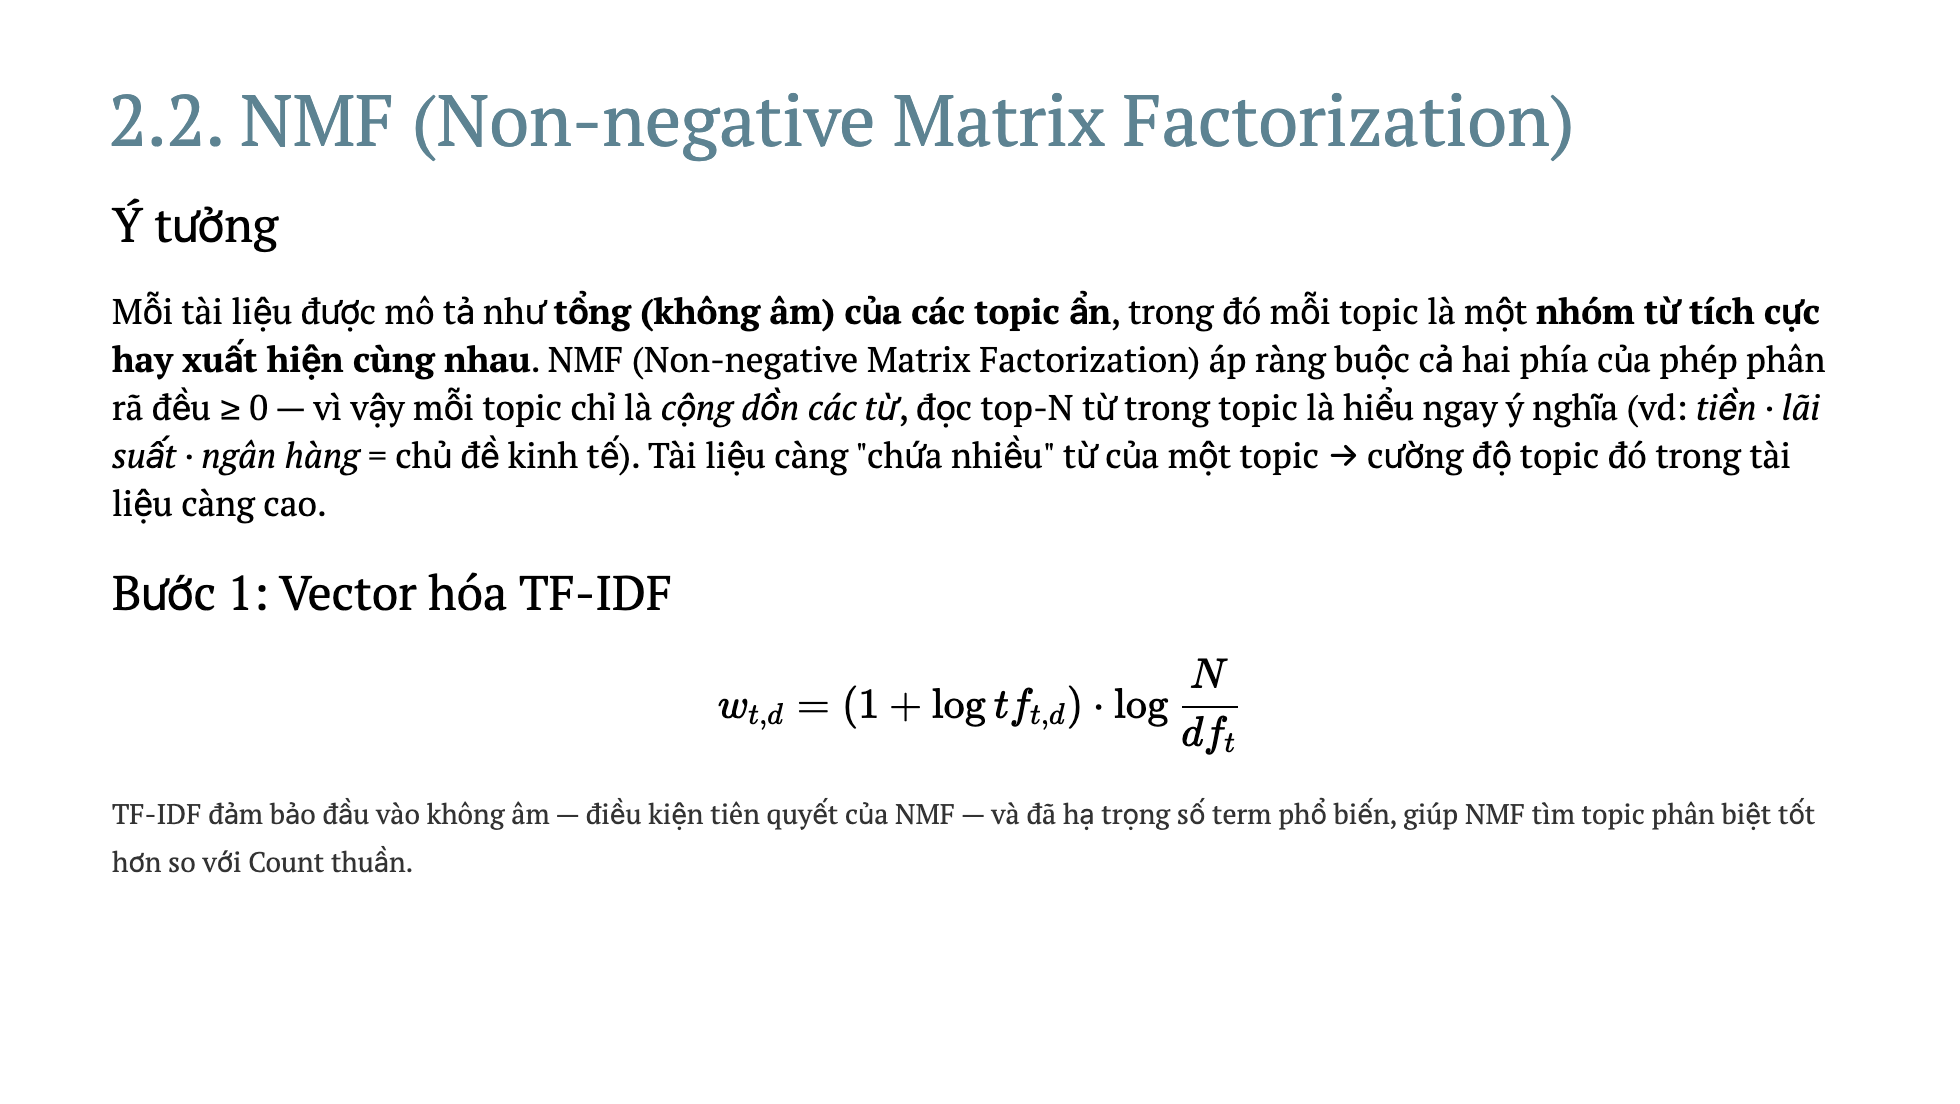 2.2. NMF (Non-negative Matrix Factorization)
Ý tưởng
Mỗi tài liệu được mô tả như tổng (không âm) của các topic ẩn, trong đó mỗi topic là một nhóm từ tích cực
hay xuất hiện cùng nhau. NMF (Non-negative Matrix Factorization) áp ràng buộc cả hai phía của phép phân
rã đều ≥ 0 — vì vậy mỗi topic chỉ là cộng dồn các từ, đọc top-N từ trong topic là hiểu ngay ý nghĩa (vd: tiền · lãi
suất · ngân hàng = chủ đề kinh tế). Tài liệu càng "chứa nhiều" từ của một topic → cường độ topic đó trong tài
liệu càng cao.
Bước 1: Vector hóa TF-IDF
$w_{t,d} = (1 + \log tf_{t,d}) \cdot \log \frac{N}{df_t}$
TF-IDF đảm bảo đầu vào không âm — điều kiện tiên quyết của NMF — và đã hạ trọng số term phổ biến, giúp NMF tìm topic phân biệt tốt
hơn so với Count thuần.